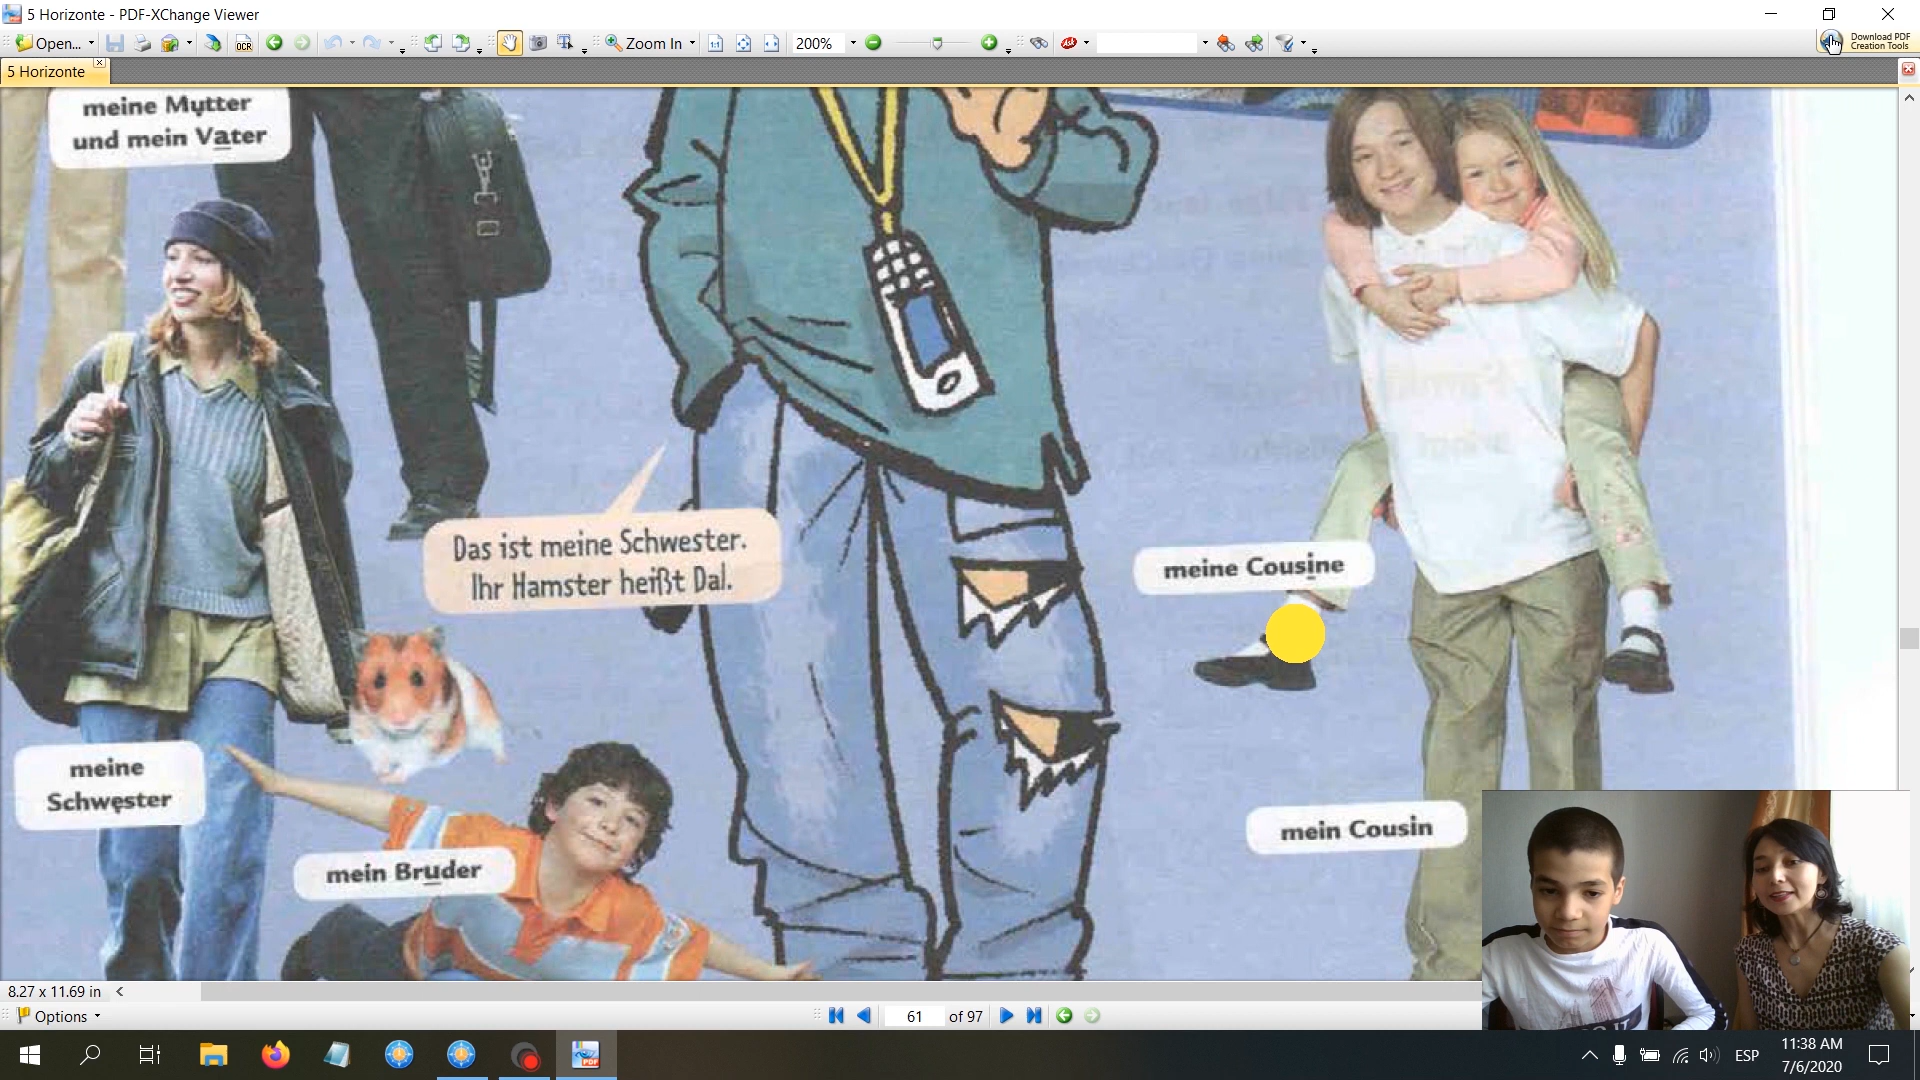 5 Horizonte - PDF-XChange Viewer
Open...
OCR
Zoom In
200%
Download PDF
Creation Tools
5 Horizonte
meine Mutter
und mein Vater
Das ist meine Schwester.
Ihr Hamster heißt Dal.
meine Cousine
meine
Schwester
mein Bruder
mein Cousin
8.27 x 11.69 in
Options
61 of 97
ESP
11:38 AM
7/6/2020